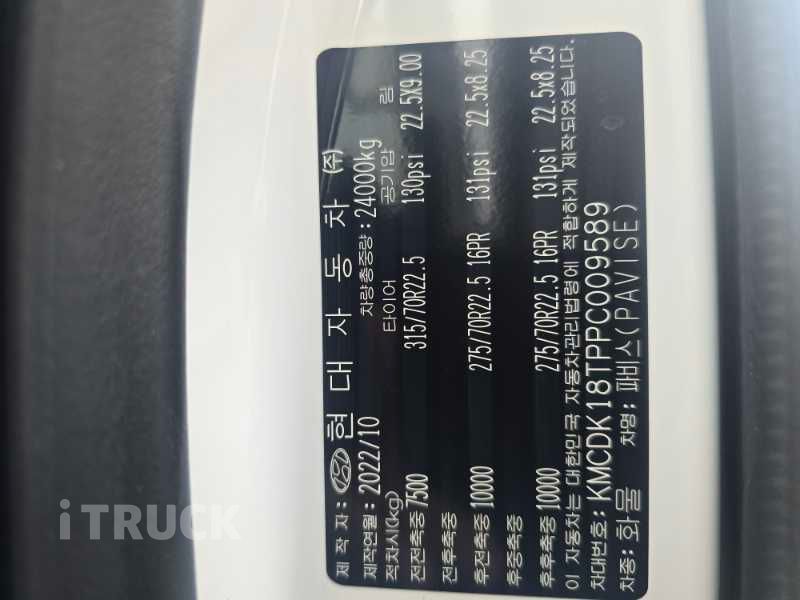 제 작 자 : 현 대 자 동 차 (주)
제작연월 : 2022/10 차량총중량 : 24000kg
적차시(kg) 타이어 공기압 림
전전축중 7500 315/70R22.5 130psi 22.5X9.00
전후축중
후전축중 10000 275/70R22.5 16PR 131psi 22.5x8.25
후중축중
후후축중 10000 275/70R22.5 16PR 131psi 22.5x8.25
이 자동차는 대한민국 자동차관리법령에 적합하게 제작되었습니다.
차대번호 : KMCDK18TPPC009589
차종 : 화물 차명 : 파비스(PAVISE)
iTRUCK